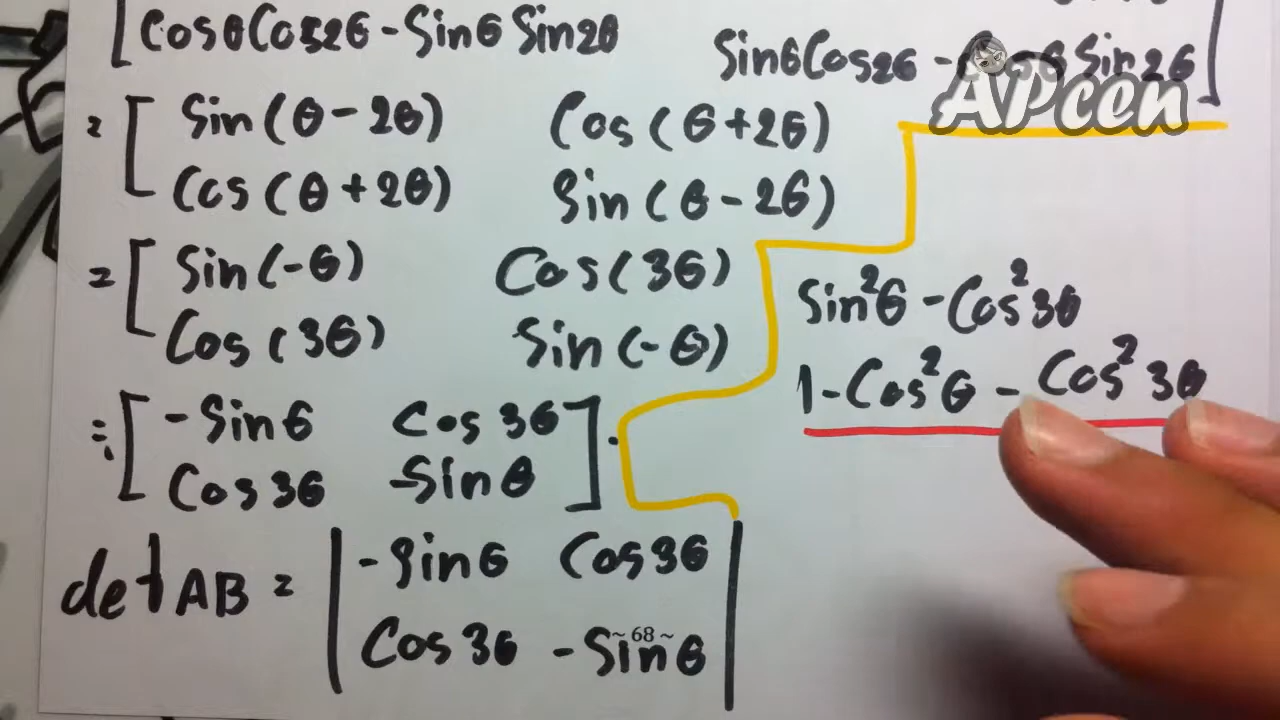 [ Cosθ Cos2θ - Sinθ Sin2θ
Sinθ Cos2θ - Cosθ Sin2θ ]
APcen
= [ Sin(θ - 2θ) Cos(θ + 2θ)
Cos(θ + 2θ) Sin(θ - 2θ)
= [ Sin(-θ) Cos(3θ)
Cos(3θ) Sin(-θ)
= [ -Sinθ Cos3θ ]
Cos3θ -Sinθ
Sin²θ - Cos²3θ
1 - Cos²θ - Cos²3θ
det AB = | -Sinθ Cos3θ |
Cos3θ -Sinθ
~ 68 ~